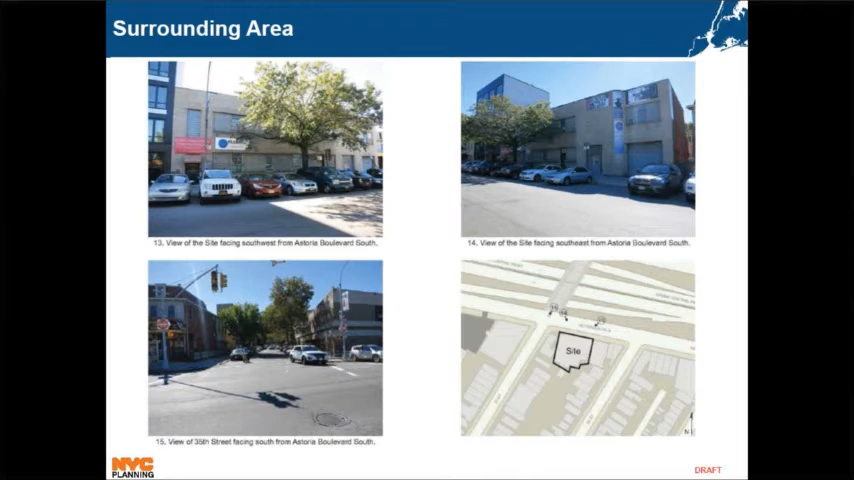 Surrounding Area
13. View of the Site facing southwest from Astoria Boulevard South.
14. View of the Site facing southeast from Astoria Boulevard South.
Site
N
15. View of 35th Street facing south from Astoria Boulevard South.
NYC
PLANNING
DRAFT